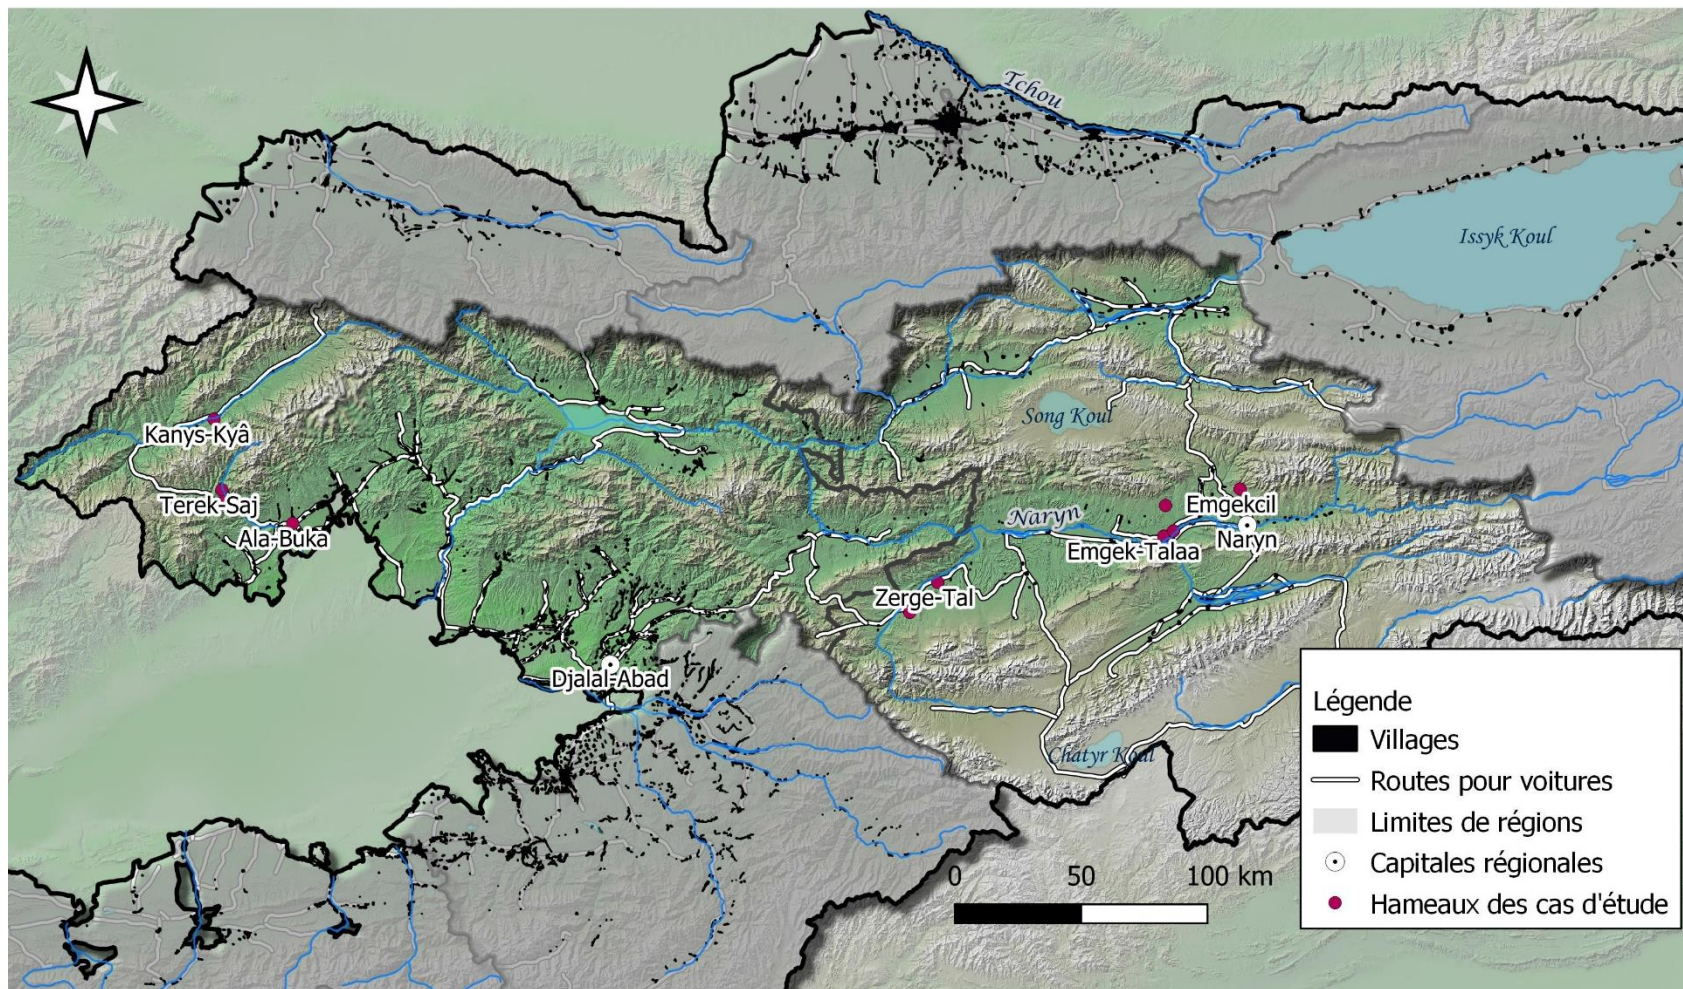 Tchou
Issyk Koul
Song Koul
Kanys-Kyâ
Terek-Saj
Ala-Buka
Emgekcil
Naryn
Naryn
Emgek-Talaa
Zerge-Tal
Djalal-Abad
Chatyr Koul
Légende
Villages
Routes pour voitures
Limites de régions
Capitales régionales
Hameaux des cas d'étude
0 50 100 km